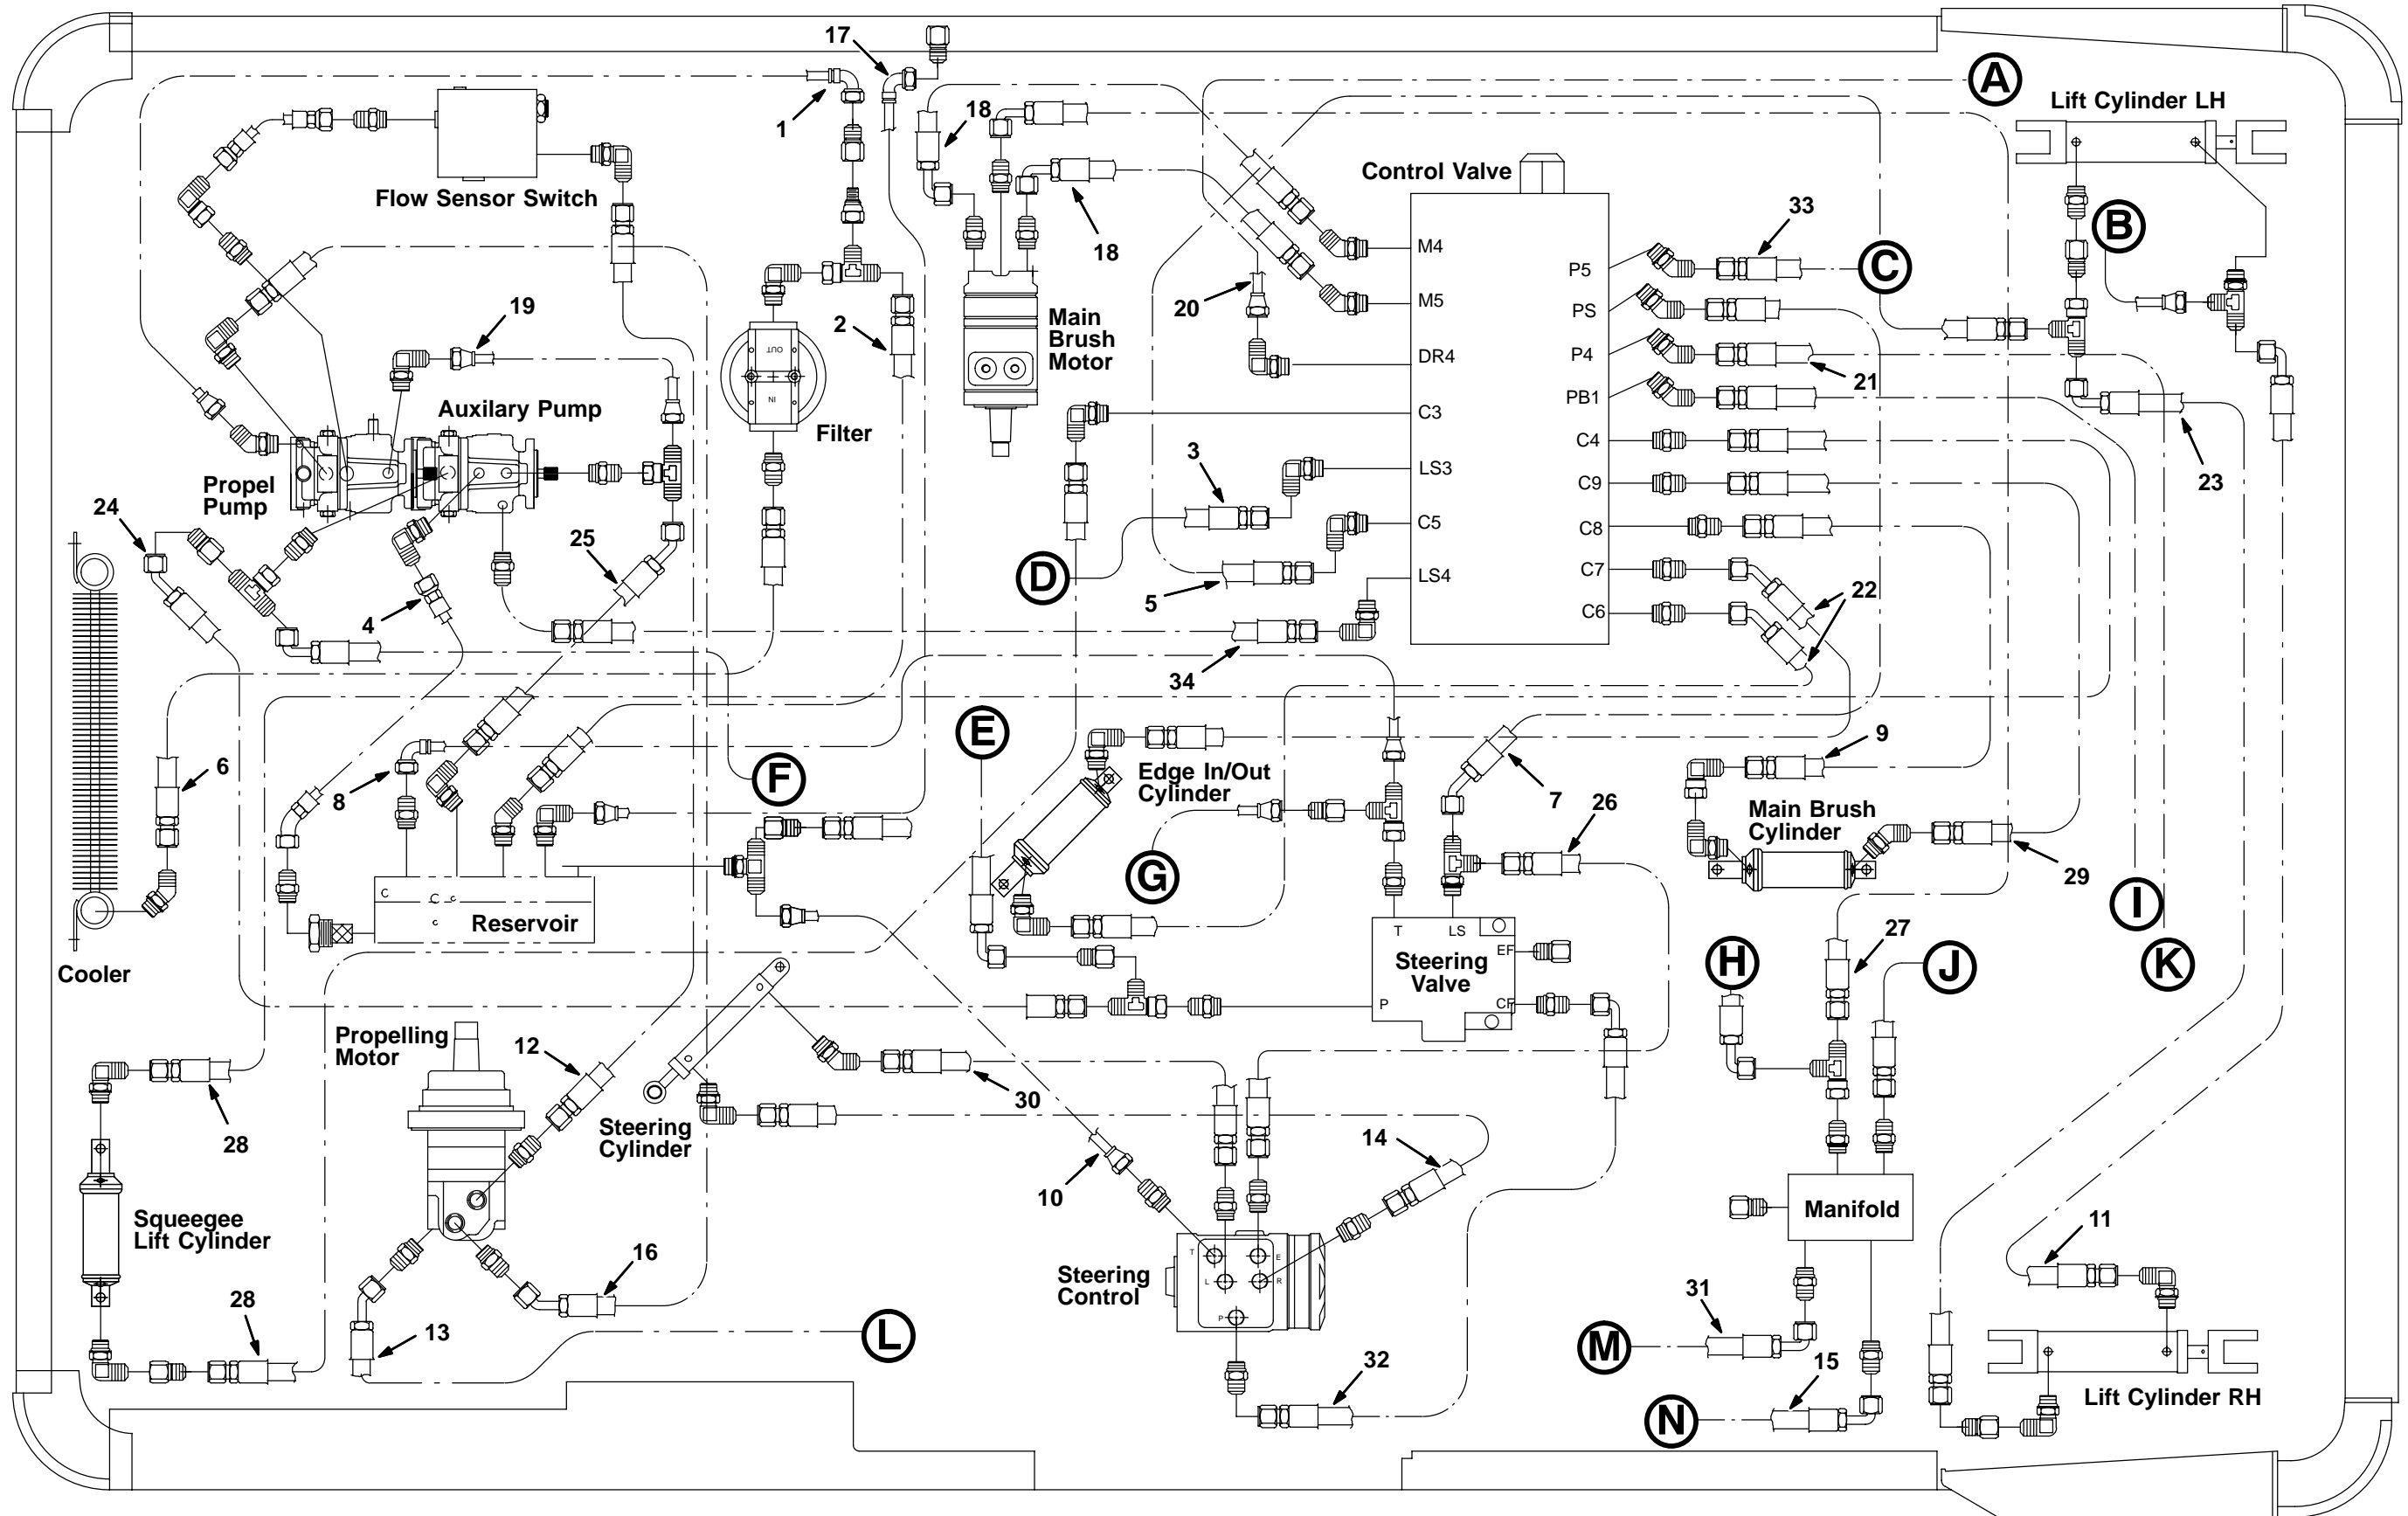 17
A
Lift Cylinder LH
1
18
Control Valve
Flow Sensor Switch
33
B
18
M4
C
P5
20
M5
PS
19
2
Main
Brush
Motor
DR4
P4
21
OUT
IN
Auxilary Pump
Filter
C3
PB1
C4
23
Propel
Pump
24
3
LS3
C9
25
C5
C8
D
5
LS4
C7
4
22
C6
34
E
9
6
F
Edge In/Out
Cylinder
8
7
26
Main Brush
Cylinder
G
29
C
C
C
C
Reservoir
I
T
LS
27
EF
Steering
Valve
H
J
K
Cooler
P
CF
Propelling
Motor
12
30
28
Steering
Cylinder
14
10
Squeegee
Lift Cylinder
Manifold
11
16
T
E
L
R
P
Steering
Control
31
28
13
L
M
15
32
N
Lift Cylinder RH